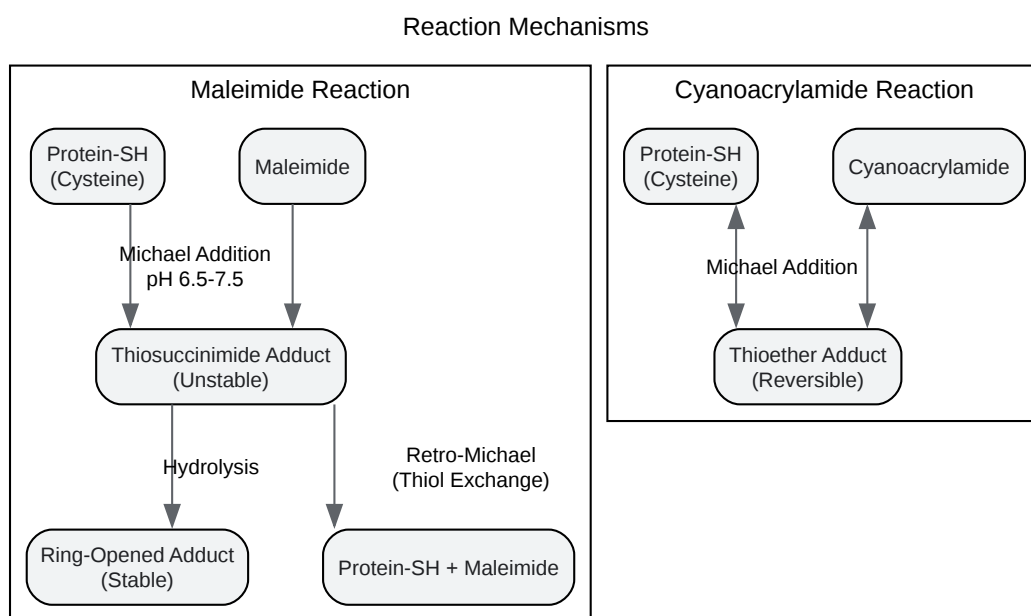 Reaction Mechanisms
Maleimide Reaction
Protein-SH
(Cysteine)
Maleimide
Michael Addition
pH 6.5-7.5
Thiosuccinimide Adduct
(Unstable)
Hydrolysis
Retro-Michael
(Thiol Exchange)
Ring-Opened Adduct
(Stable)
Protein-SH + Maleimide
Cyanoacrylamide Reaction
Protein-SH
(Cysteine)
Cyanoacrylamide
Michael Addition
Thioether Adduct
(Reversible)